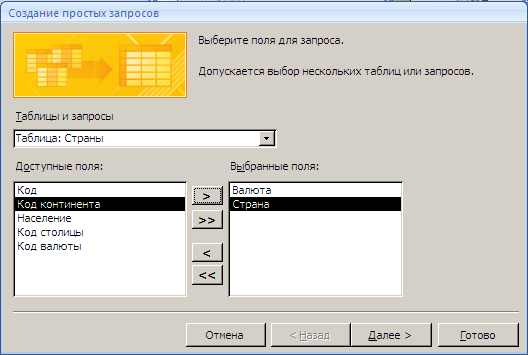 Создание простых запросов
Выберите поля для запроса.
Допускается выбор нескольких таблиц или запросов.
Таблицы и запросы
Таблица: Страны
Доступные поля:
Выбранные поля:
Код
Код континента
Население
Код столицы
Код валюты
>
>>
<
<<
Валюта
Страна
Отмена
< Назад
Далее >
Готово